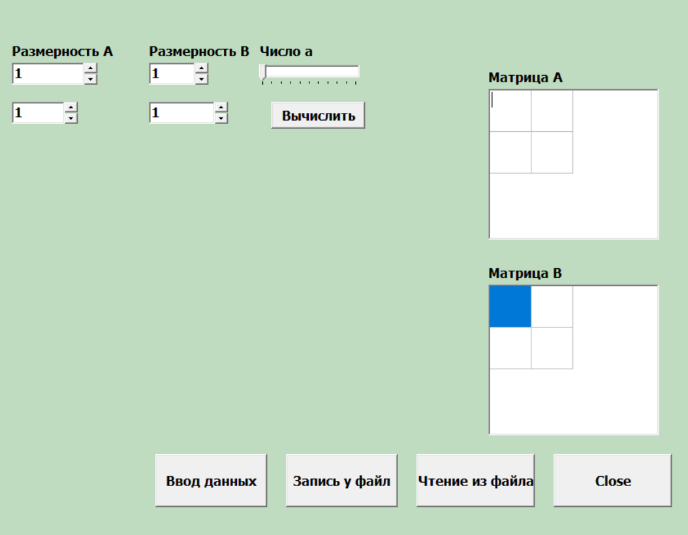 Размерность А
Размерность В
Число а
1
1
1
1
Вычислить
Матрица А
Матрица В
Ввод данных
Запись у файл
Чтение из файла
Close